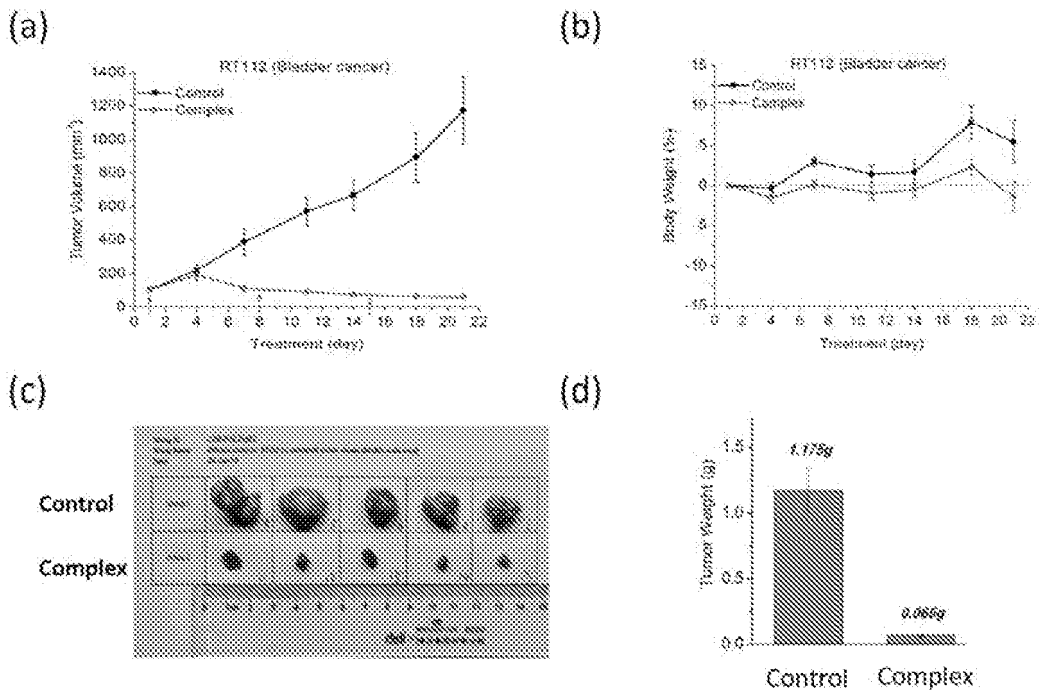 (a)
RT112 (Bladder cancer)
Control
Complex
Tumor Volume (mm³)
1400
1200
1000
800
600
400
200
0
0 2 4 6 8 10 12 14 16 18 20 22
Treatment (day)
(b)
RT112 (Bladder cancer)
Control
Complex
Body Weight (%)
15
10
5
0
-5
-10
-15
0 2 4 6 8 10 12 14 16 18 20 22
Treatment (day)
(c)
Control
Complex
(d)
Tumor Weight (g)
1.5
1.0
0.5
0.0
1.175g
0.065g
Control Complex